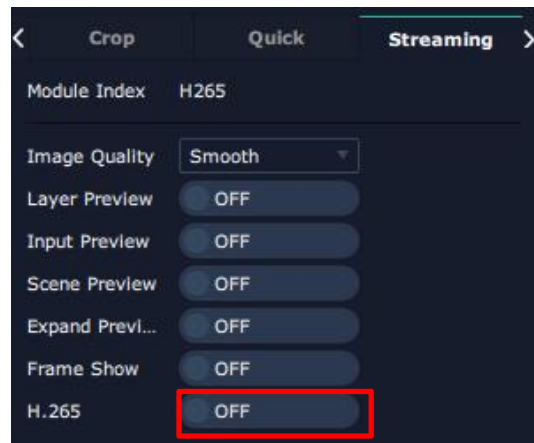 Crop Quick Streaming
Module Index H265
Image Quality Smooth
Layer Preview OFF
Input Preview OFF
Scene Preview OFF
Expand Previ... OFF
Frame Show OFF
H.265 OFF